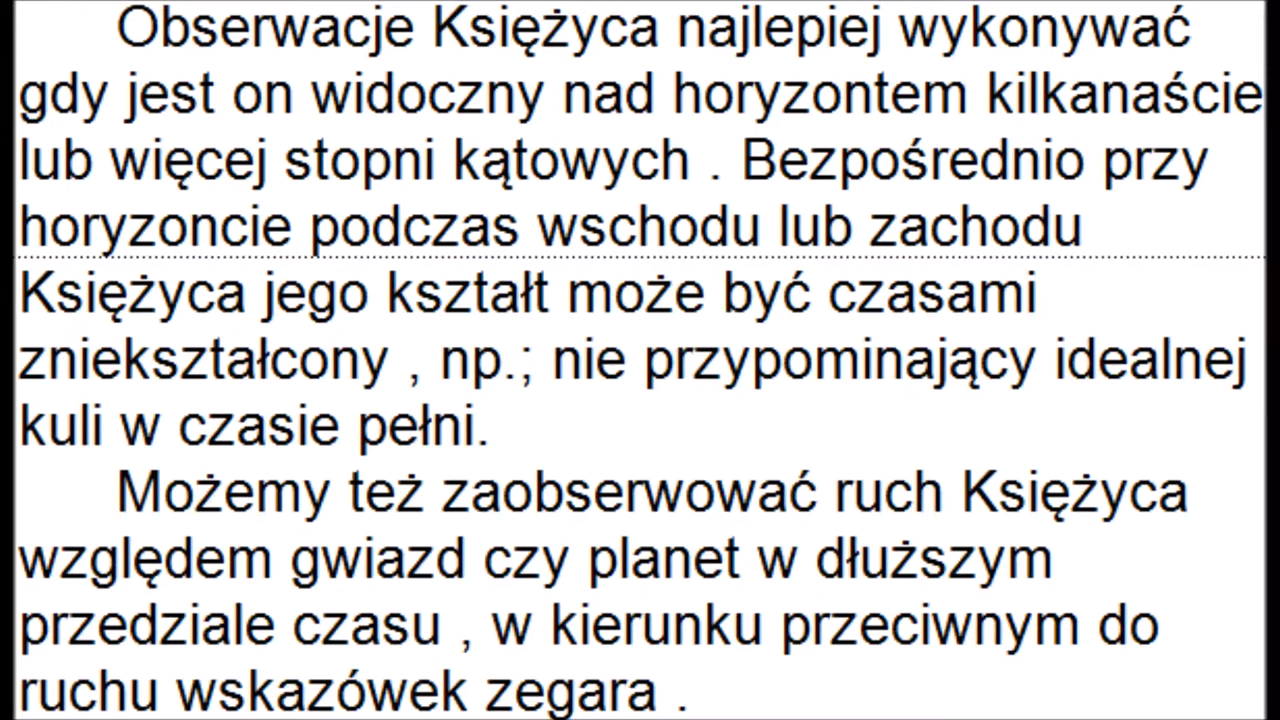 Obserwacje Księżyca najlepiej wykonywać
gdy jest on widoczny nad horyzontem kilkanaście
lub więcej stopni kątowych . Bezpośrednio przy
horyzoncie podczas wschodu lub zachodu
Księżyca jego kształt może być czasami
zniekształcony , np.; nie przypominający idealnej
kuli w czasie pełni.
Możemy też zaobserwować ruch Księżyca
względem gwiazd czy planet w dłuższym
przedziale czasu , w kierunku przeciwnym do
ruchu wskazówek zegara .